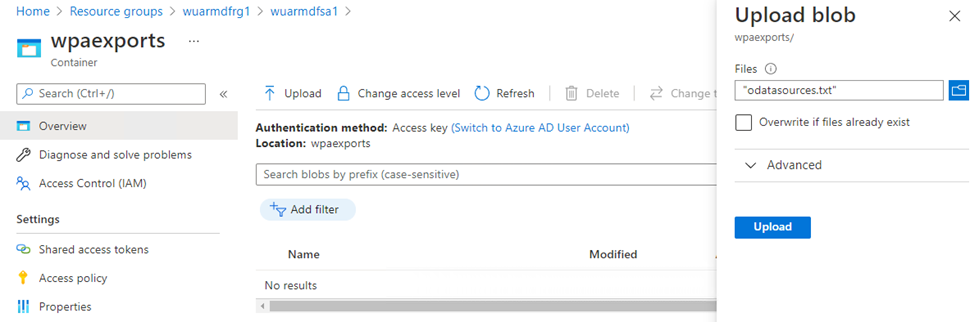 Home > Resource groups > wuarmdfrg1 > wuarmdfsa1 >
wpaexports ...
Container
Search (Ctrl+/) «
Overview
Diagnose and solve problems
Access Control (IAM)
Settings
Shared access tokens
Access policy
Properties
Upload Change access level Refresh Delete Change t
Authentication method: Access key (Switch to Azure AD User Account)
Location: wpaexports
Search blobs by prefix (case-sensitive)
Add filter
Name Modified
No results
Upload blob
wpaexports/
Files
"odatasources.txt"
Overwrite if files already exist
Advanced
Upload